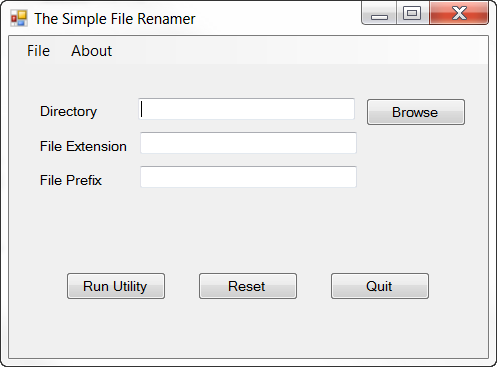 The Simple File Renamer
File About
Directory Browse
File Extension
File Prefix
Run Utility Reset Quit